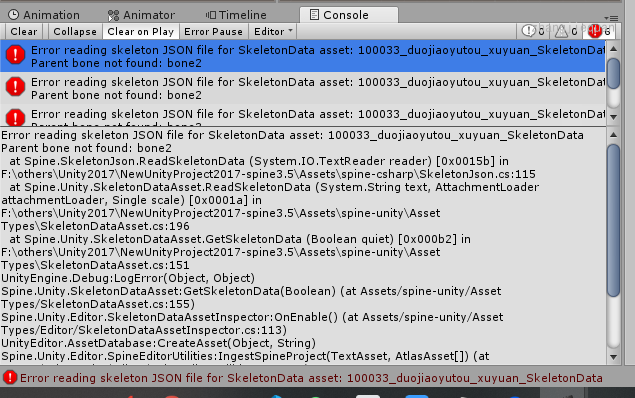 Animation Animator Timeline Console
Clear Collapse Clear on Play Error Pause Editor 0 0 6
Error reading skeleton JSON file for SkeletonData asset: 100033_duojiaoyutou_xuyuan_SkeletonDat
Parent bone not found: bone2
Error reading skeleton JSON file for SkeletonData asset: 100033_duojiaoyutou_xuyuan_SkeletonDat
Parent bone not found: bone2
Error reading skeleton JSON file for SkeletonData asset: 100033_duojiaoyutou_xuyuan_SkeletonDat
Parent bone not found: bone2
Error reading skeleton JSON file for SkeletonData asset: 100033_duojiaoyutou_xuyuan_SkeletonData
Parent bone not found: bone2
at Spine.SkeletonJson.ReadSkeletonData (System.IO.TextReader reader) [0x0015b] in
F:\others\Unity2017\NewUnityProject2017-spine3.5\Assets\spine-csharp\SkeletonJson.cs:115
at Spine.Unity.SkeletonDataAsset.ReadSkeletonData (System.String text, AttachmentLoader
attachmentLoader, Single scale) [0x0001a] in
F:\others\Unity2017\NewUnityProject2017-spine3.5\Assets\spine-unity\Asset
Types\SkeletonDataAsset.cs:196
at Spine.Unity.SkeletonDataAsset.GetSkeletonData (Boolean quiet) [0x000b2] in
F:\others\Unity2017\NewUnityProject2017-spine3.5\Assets\spine-unity\Asset
Types\SkeletonDataAsset.cs:151
UnityEngine.Debug:LogError(Object, Object)
Spine.Unity.SkeletonDataAsset:GetSkeletonData(Boolean) (at Assets/spine-unity/Asset
Types/SkeletonDataAsset.cs:155)
Spine.Unity.Editor.SkeletonDataAssetInspector:OnEnable() (at Assets/spine-unity/Asset
Types/Editor/SkeletonDataAssetInspector.cs:113)
UnityEditor.AssetDatabase:CreateAsset(Object, String)
Spine.Unity.Editor.SpineEditorUtilities:IngestSpineProject(TextAsset, AtlasAsset[]) (at
Error reading skeleton JSON file for SkeletonData asset: 100033_duojiaoyutou_xuyuan_SkeletonData